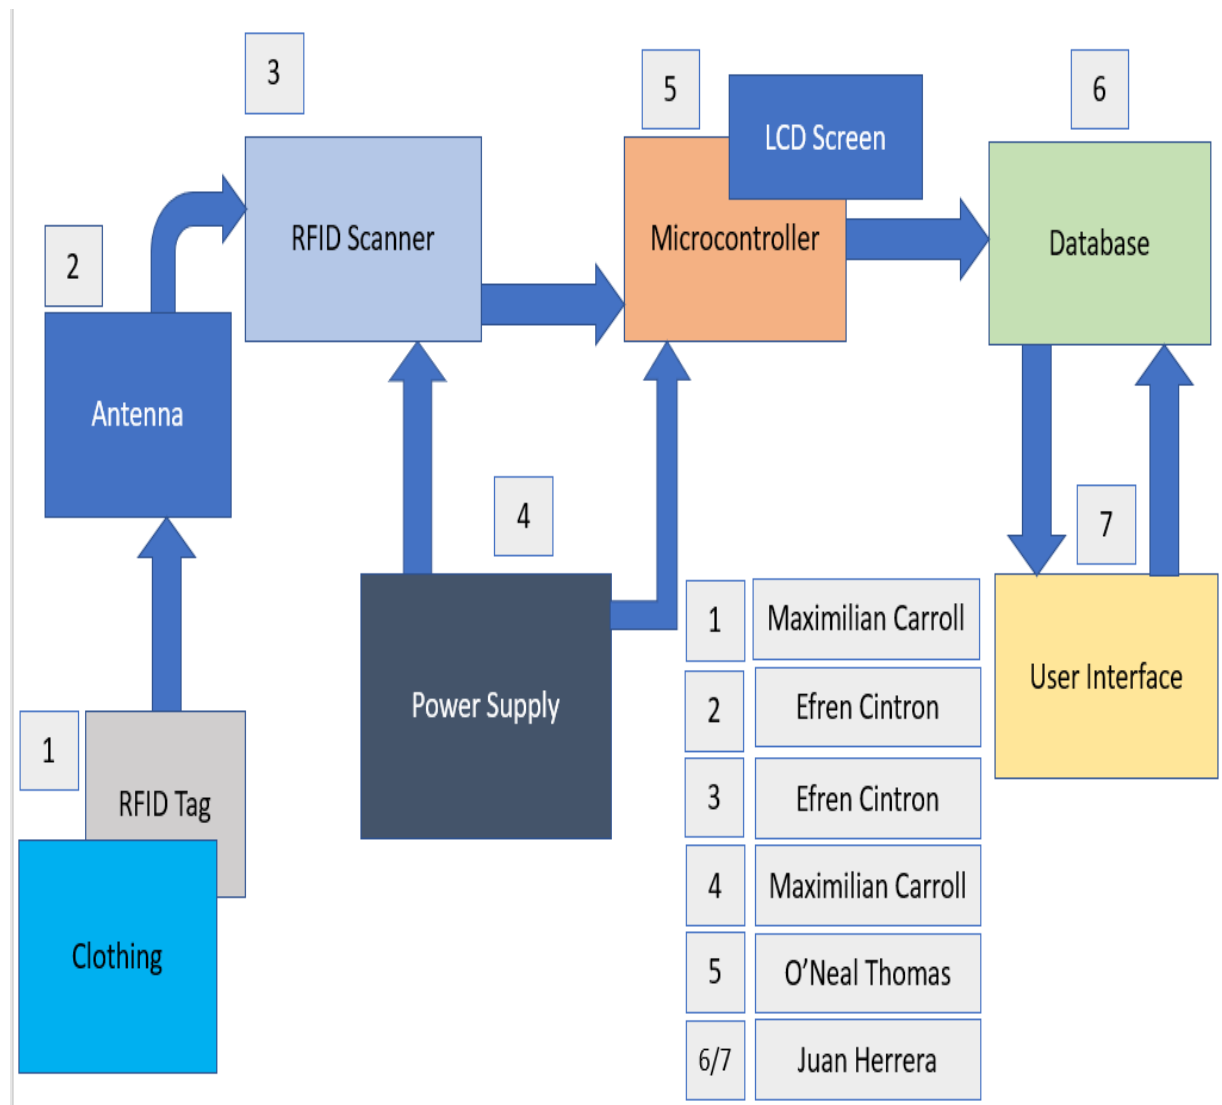 3
5
LCD Screen
6
RFID Scanner
Microcontroller
Database
2
Antenna
4
7
1
Maximilian Carroll
User Interface
Power Supply
2
Efren Cintron
1
RFID Tag
3
Efren Cintron
4
Maximilian Carroll
Clothing
5
O’Neal Thomas
6/7
Juan Herrera